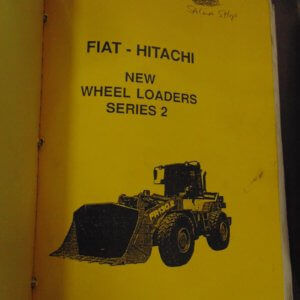 FIAT - HITACHI
NEW
WHEEL LOADERS
SERIES 2